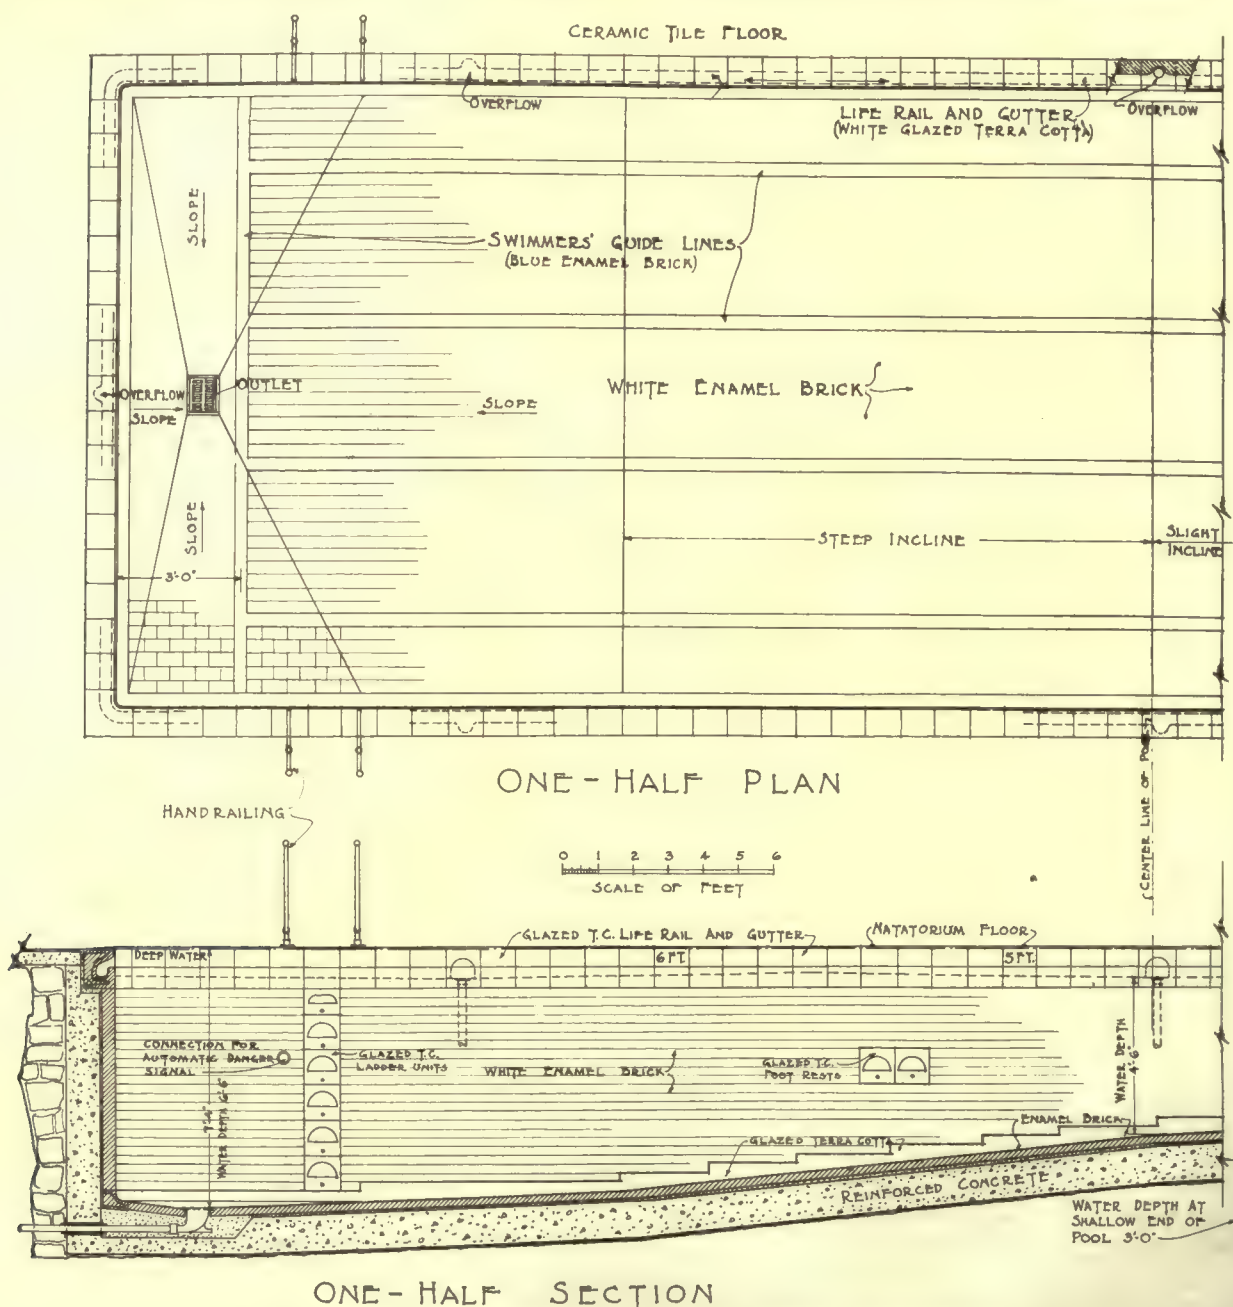 CERAMIC TILE FLOOR
OVERFLOW
LIFE RAIL AND GUTTER
(WHITE GLAZED TERRA COTTA)
OVERFLOW
SLOPE
SWIMMERS' GUIDE LINES
(BLUE ENAMEL BRICK)
OVERFLOW
OUTLET
SLOPE
SLOPE
WHITE ENAMEL BRICK
SLOPE
STEEP INCLINE
SLIGHT
INCLINE
3'-0"
ONE-HALF PLAN
CENTER LINE OF POOL
HANDRAILING
0 1 2 3 4 5 6
SCALE OF FEET
GLAZED T.C. LIFE RAIL AND GUTTER
NATATORIUM FLOOR
DEEP WATER
6 FT.
5 FT.
CONNECTION FOR
AUTOMATIC DANGER
SIGNAL
GLAZED T.C.
LADDER UNITS
WHITE ENAMEL BRICK
GLAZED T.C.
FOOT RESTS
WATER DEPTH
4'-6"
7'-4"
WATER DEPTH 6'-6"
ENAMEL BRICK
GLAZED TERRA COTTA
REINFORCED CONCRETE
WATER DEPTH AT
SHALLOW END OF
POOL 3'-0"
ONE-HALF SECTION